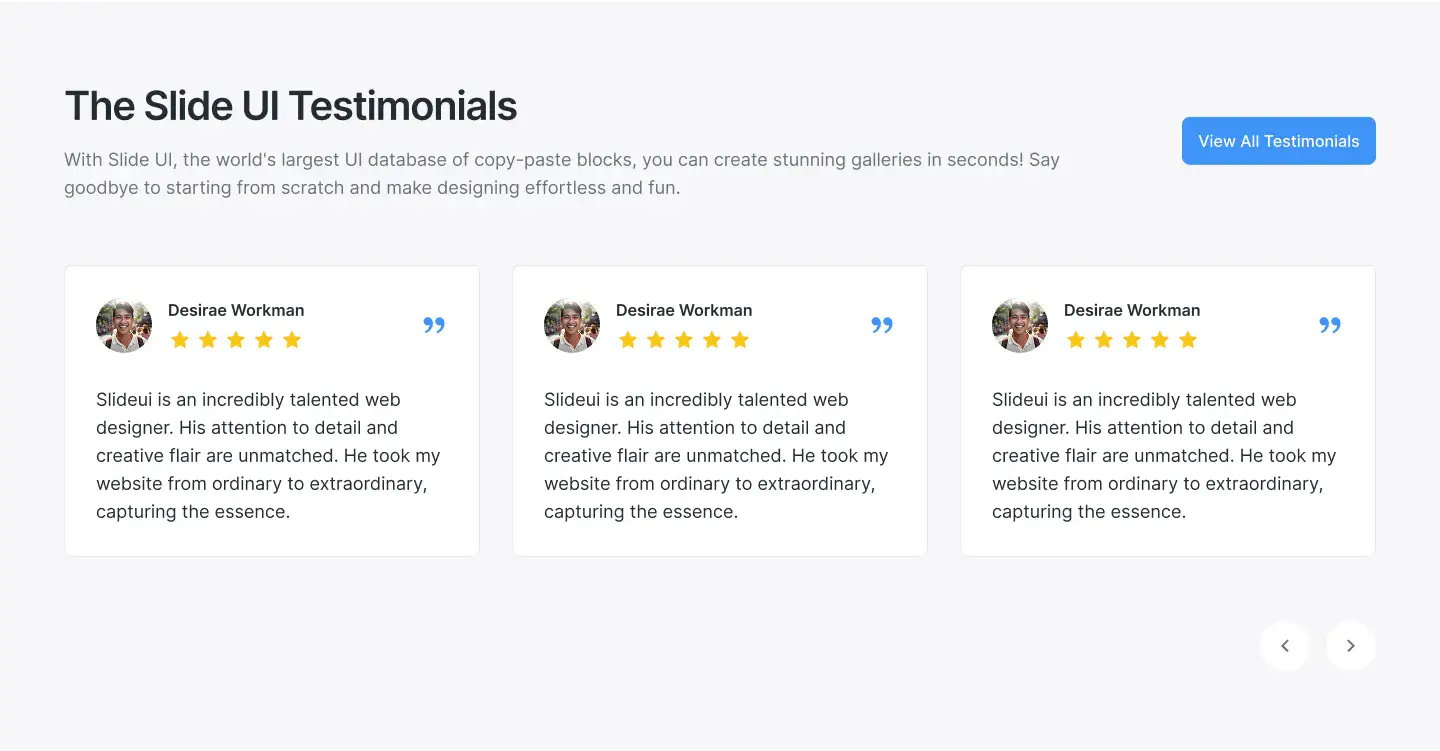 The Slide UI Testimonials
With Slide UI, the world's largest UI database of copy-paste blocks, you can create stunning galleries in seconds! Say
goodbye to starting from scratch and make designing effortless and fun.
View All Testimonials
Desirae Workman
Slideui is an incredibly talented web
designer. His attention to detail and
creative flair are unmatched. He took my
website from ordinary to extraordinary,
capturing the essence.
Desirae Workman
Slideui is an incredibly talented web
designer. His attention to detail and
creative flair are unmatched. He took my
website from ordinary to extraordinary,
capturing the essence.
Desirae Workman
Slideui is an incredibly talented web
designer. His attention to detail and
creative flair are unmatched. He took my
website from ordinary to extraordinary,
capturing the essence.